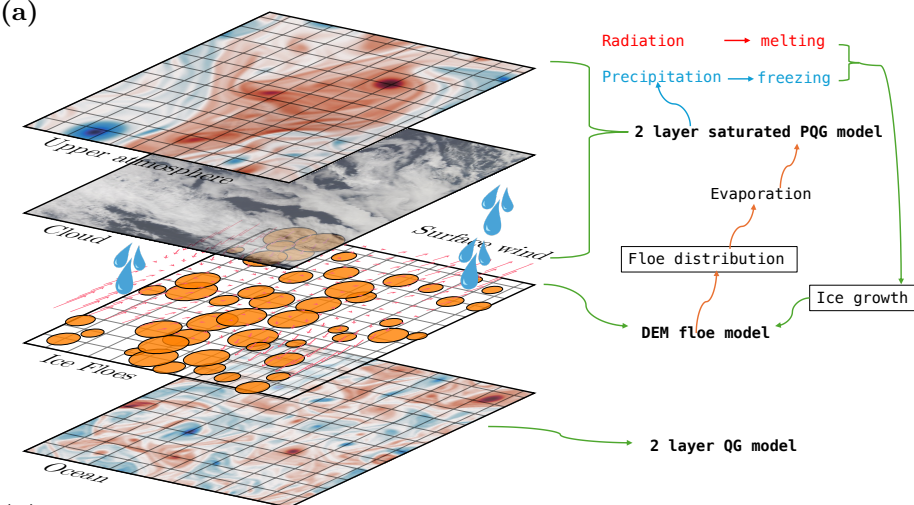 (a)
Radiation melting
Precipitation freezing
2 layer saturated PQG model
Upper atmosphere
Evaporation
Cloud
Surface wind
Floe distribution
Ice growth
DEM floe model
Ice Floes
2 layer QG model
Ocean